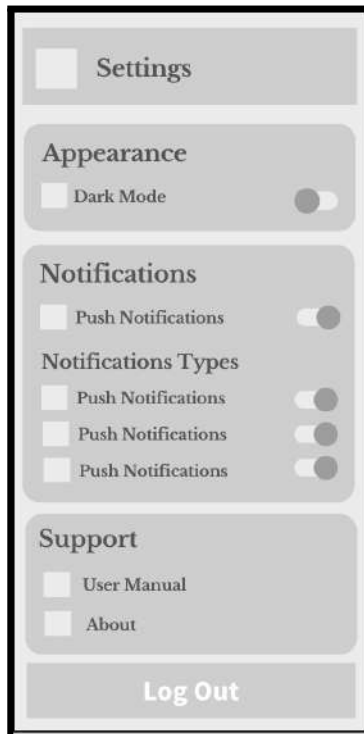 Settings
Appearance
Dark Mode
Notifications
Push Notifications
Notifications Types
Push Notifications
Push Notifications
Push Notifications
Support
User Manual
About
Log Out